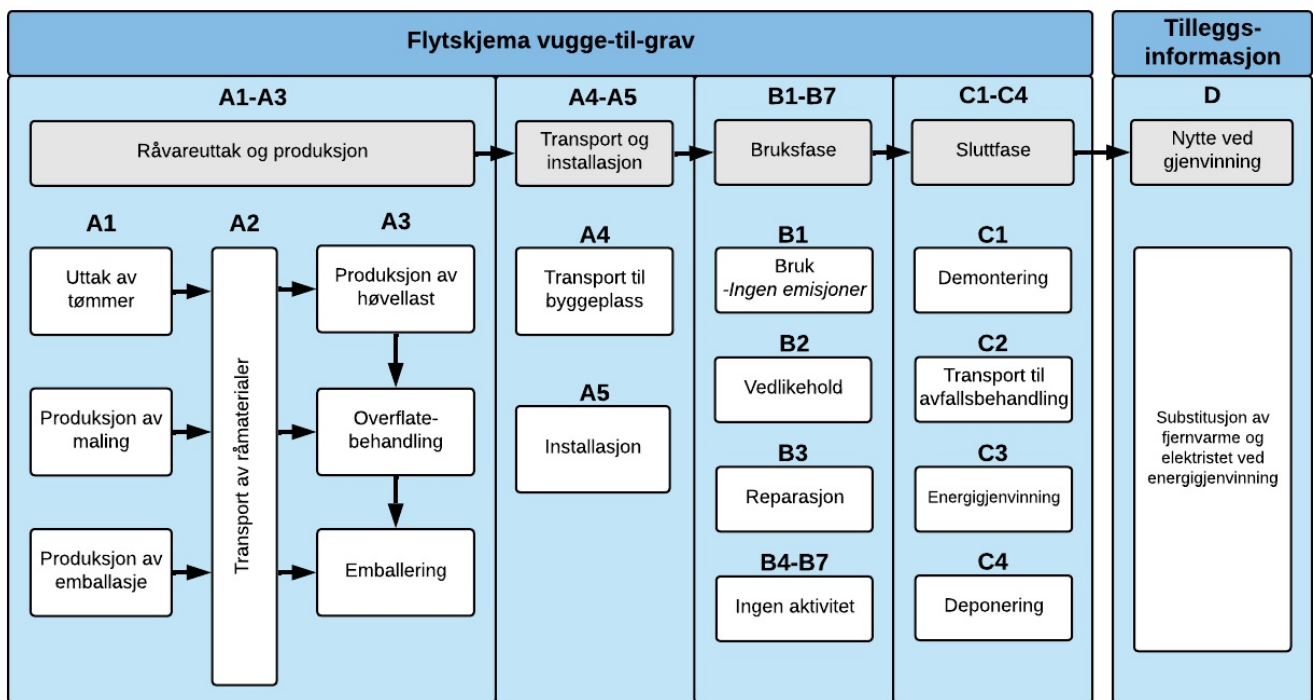 Flytskjema vugge-til-grav
Tilleggs-
informasjon
A1-A3
A4-A5
B1-B7
C1-C4
D
Råvareuttak og produksjon
Transport og
installasjon
Bruksfase
Sluttfase
Nytte ved
gjenvinning
A1
Uttak av
tømmer
Produksjon av
maling
Produksjon av
emballasje
A2
Transport av råmaterialer
A3
Produksjon av
høvellast
Overflate-
behandling
Emballering
A4
Transport til
byggeplass
A5
Installasjon
B1
Bruk
-Ingen emisjoner
B2
Vedlikehold
B3
Reparasjon
B4-B7
Ingen aktivitet
C1
Demontering
C2
Transport til
avfallsbehandling
C3
Energigjenvinning
C4
Deponering
Substitusjon av
fjernvarme og
elektristet ved
energigjenvinning